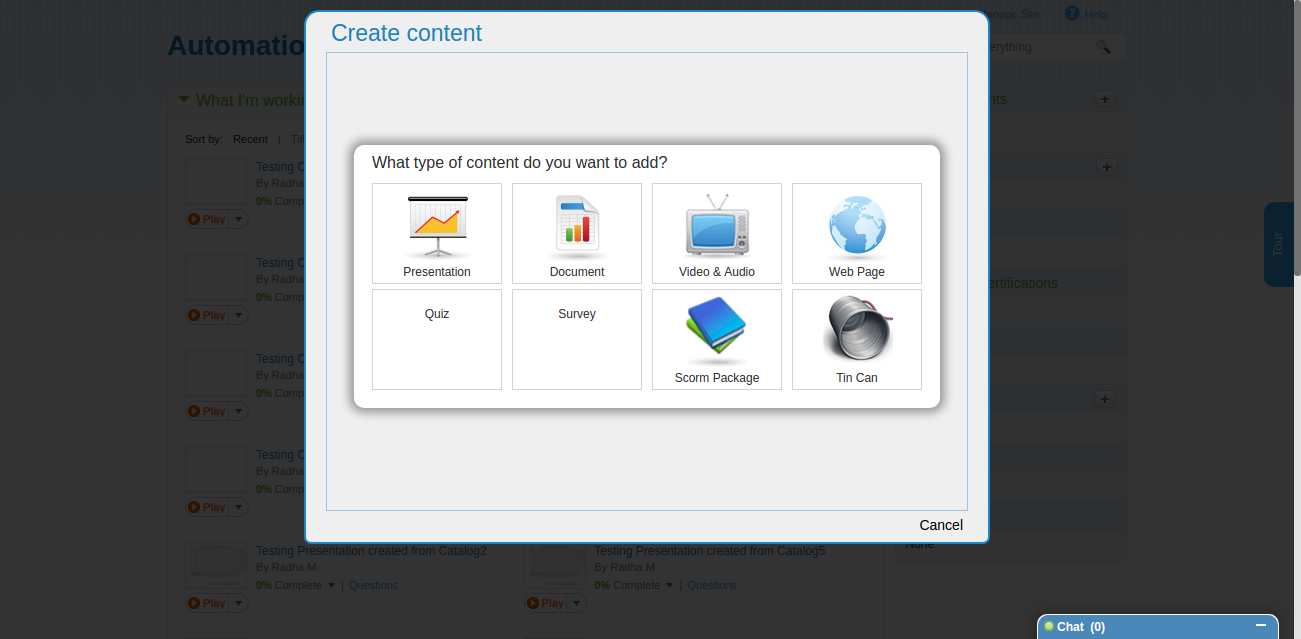 Manage Site
Help
Create content
Automatio
erything
What I'm workin
nts
Sort by: Recent | Titl
What type of content do you want to add?
Presentation
Document
Video & Audio
Web Page
Quiz
Survey
Scorm Package
Tin Can
Testing C
By Radha
0% Comp
Play
Testing C
By Radha
0% Comp
Play
ertifications
Tour
Testing C
By Radha
0% Comp
Play
Testing C
By Radha
0% Comp
Play
Cancel
None
Testing Presentation created from Catalog2
By Radha M
0% Complete | Questions
Play
Testing Presentation created from Catalog5
By Radha M
0% Complete | Questions
Play
Chat (0)